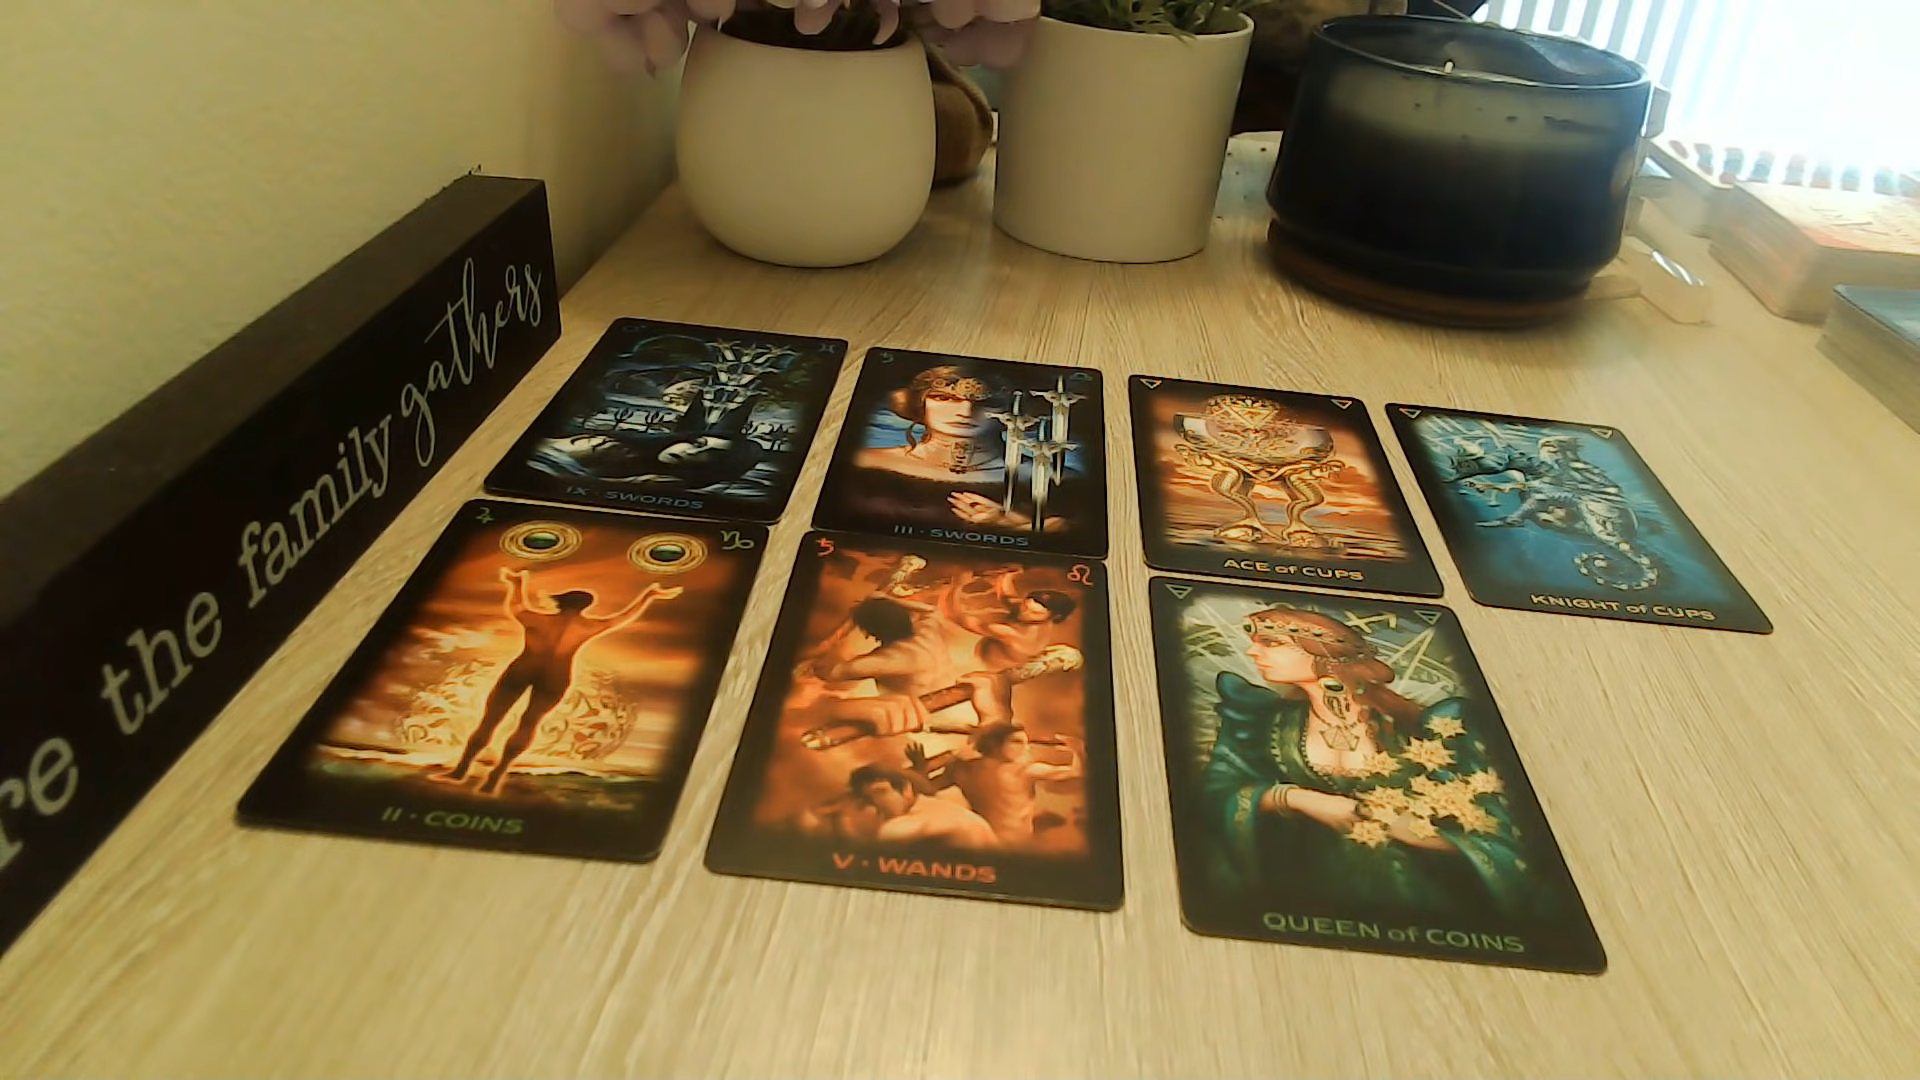 re the family gathers
IX · SWORDS
III · SWORDS
ACE of CUPS
KNIGHT of CUPS
II · COINS
V · WANDS
QUEEN of COINS